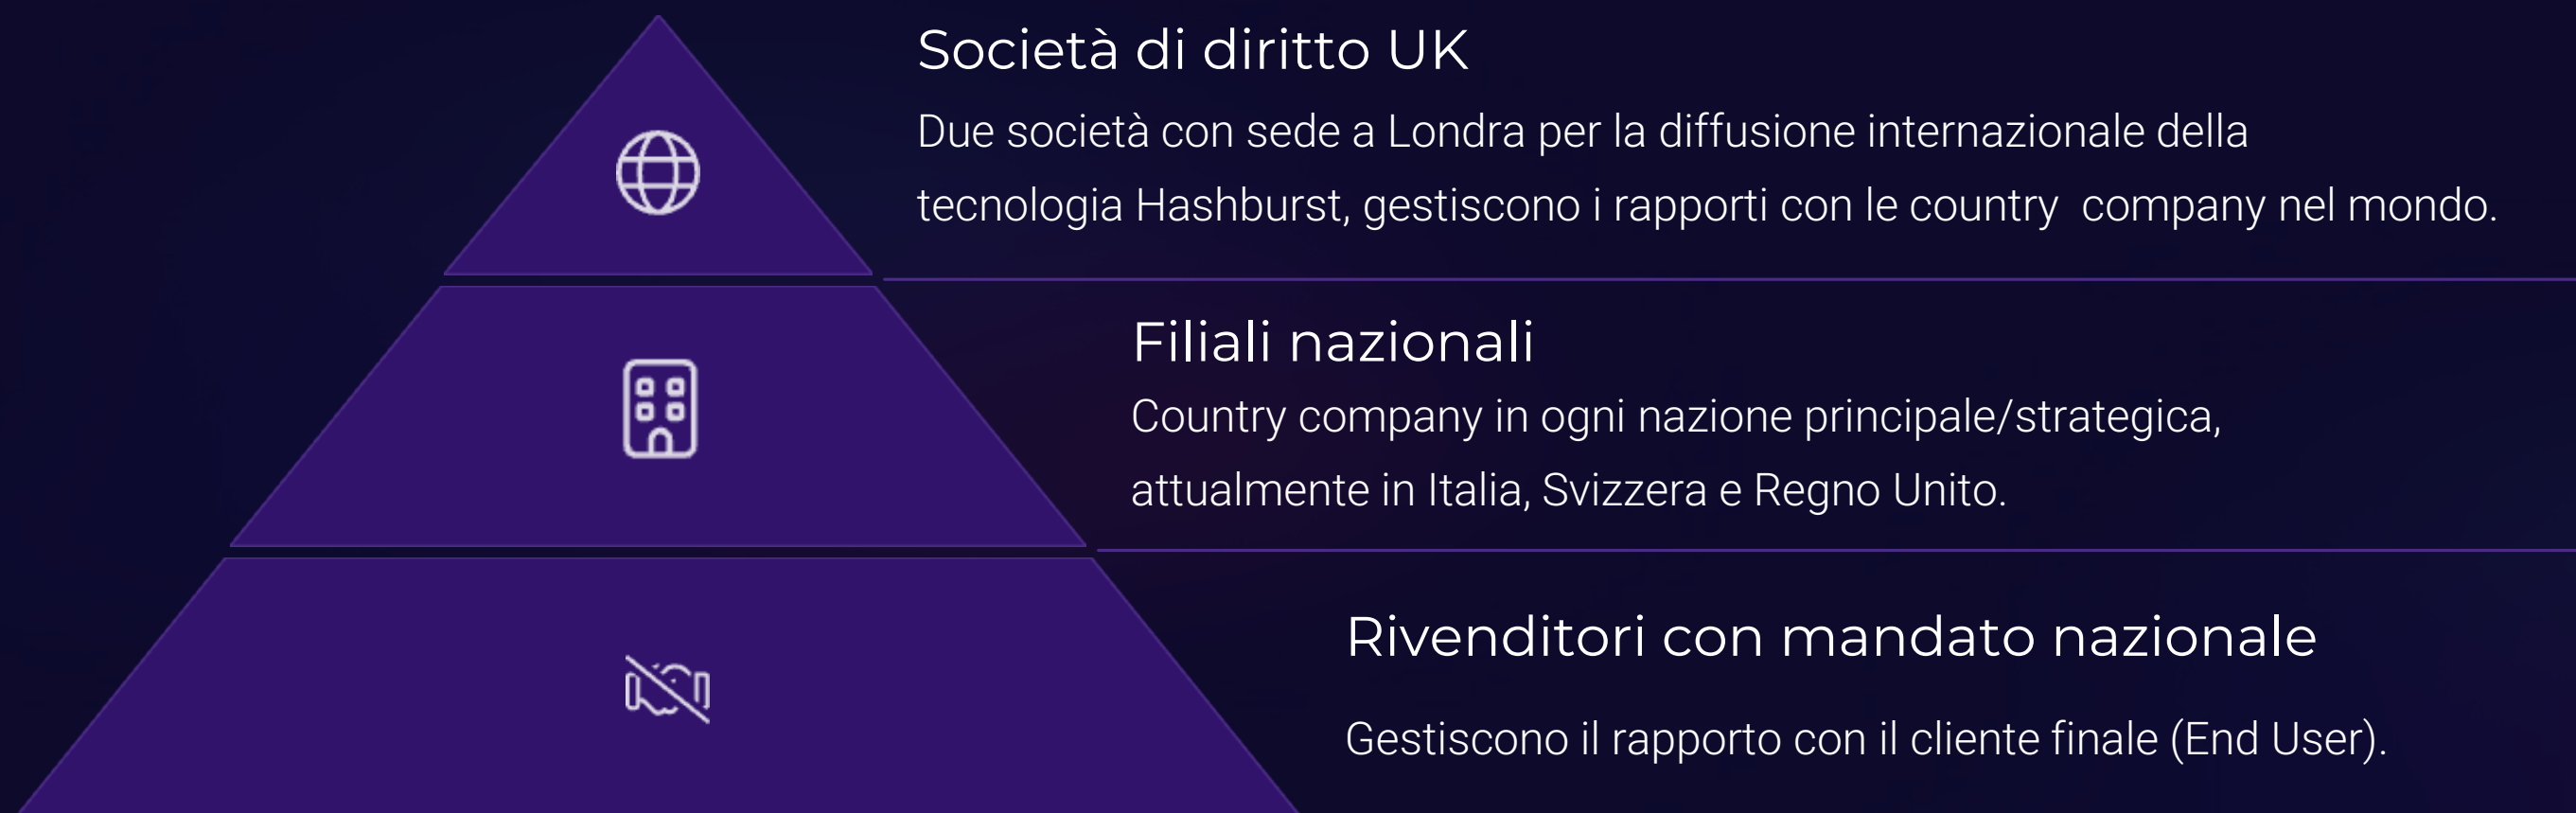 Società di diritto UK
Due società con sede a Londra per la diffusione internazionale della
tecnologia Hashburst, gestiscono i rapporti con le country  company nel mondo.
Filiali nazionali
Country company in ogni nazione principale/strategica,
attualmente in Italia, Svizzera e Regno Unito.
Rivenditori con mandato nazionale
Gestiscono il rapporto con il cliente finale (End User).